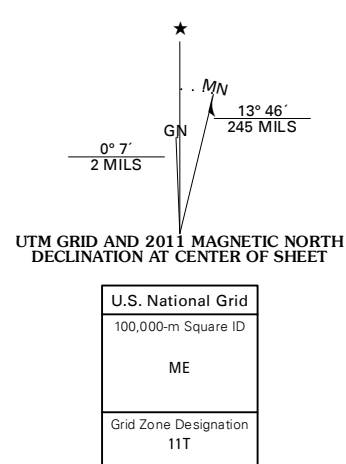 ★
MN
13° 46´
245 MILS
GN
0° 7´
2 MILS
UTM GRID AND 2011 MAGNETIC NORTH
DECLINATION AT CENTER OF SHEET
U.S. National Grid
100,000-m Square ID
ME
Grid Zone Designation
11T